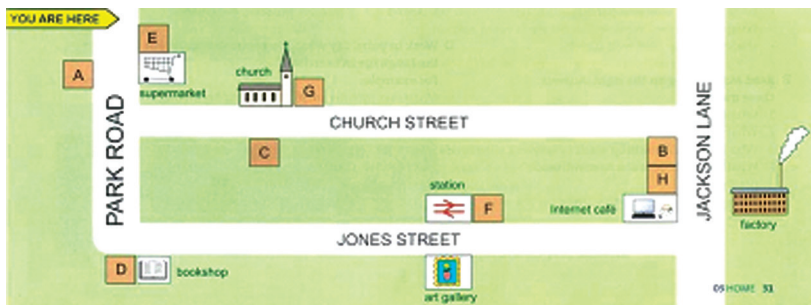 YOU ARE HERE
E
A
church
supermarket
G
CHURCH STREET
PARK ROAD
JACKSON LANE
C
B
H
station
F
Internet café
factory
JONES STREET
D
bookshop
art gallery
05 HOME 31